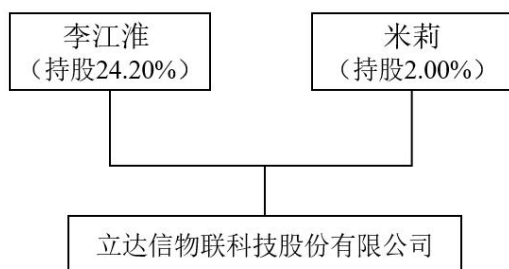 李江淮
（持股24.20%）
米莉
（持股2.00%）
立达信物联科技股份有限公司